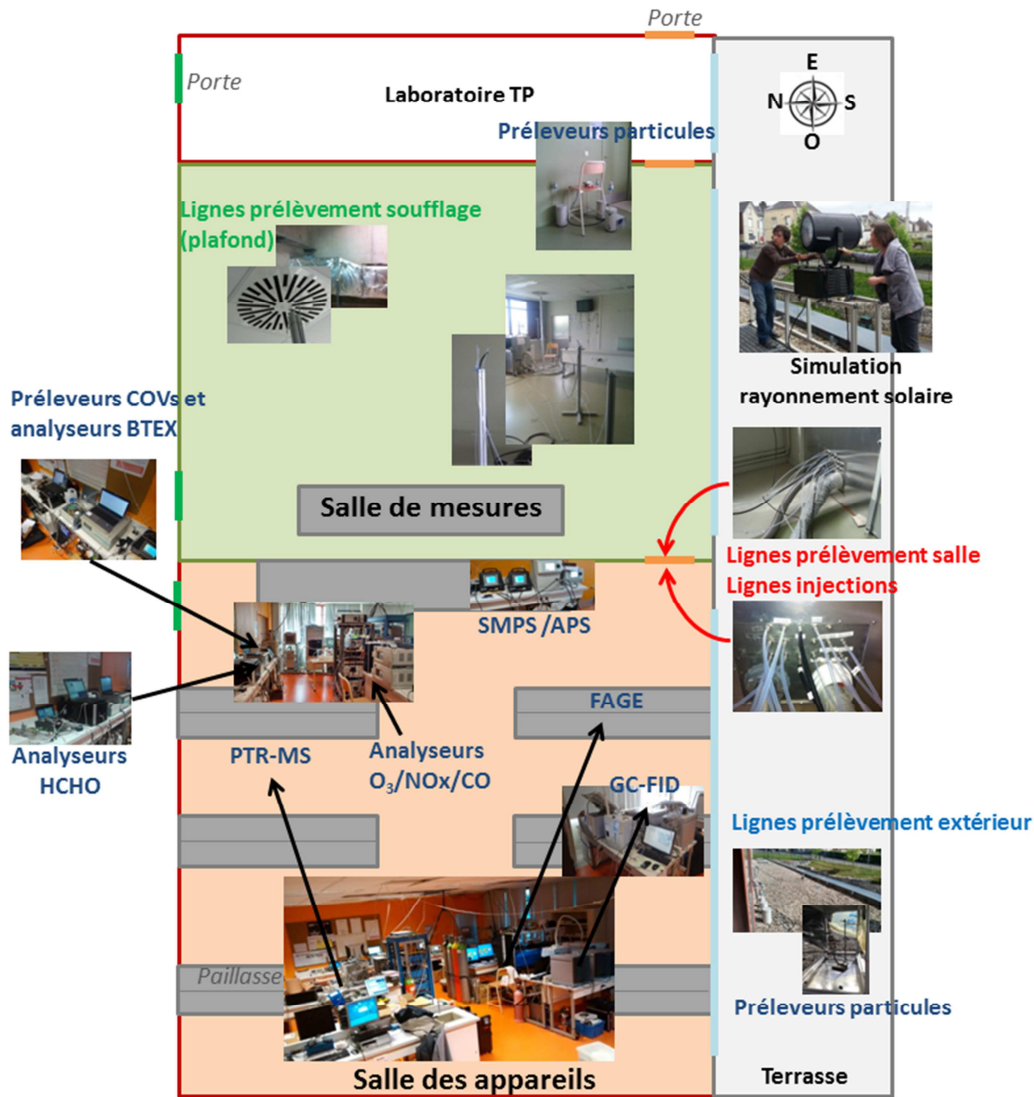 Porte
Porte
Laboratoire TP
E
N
S
O
Préleveurs particules
Lignes prélèvement soufflage
(plafond)
Simulation
rayonnement solaire
Préleveurs COVs et
analyseurs BTEX
Salle de mesures
Lignes prélèvement salle
Lignes injections
SMPS /APS
FAGE
Analyseurs
HCHO
PTR-MS
Analyseurs
O₃/NOx/CO
GC-FID
Lignes prélèvement extérieur
Paillasse
Préleveurs particules
Salle des appareils
Terrasse